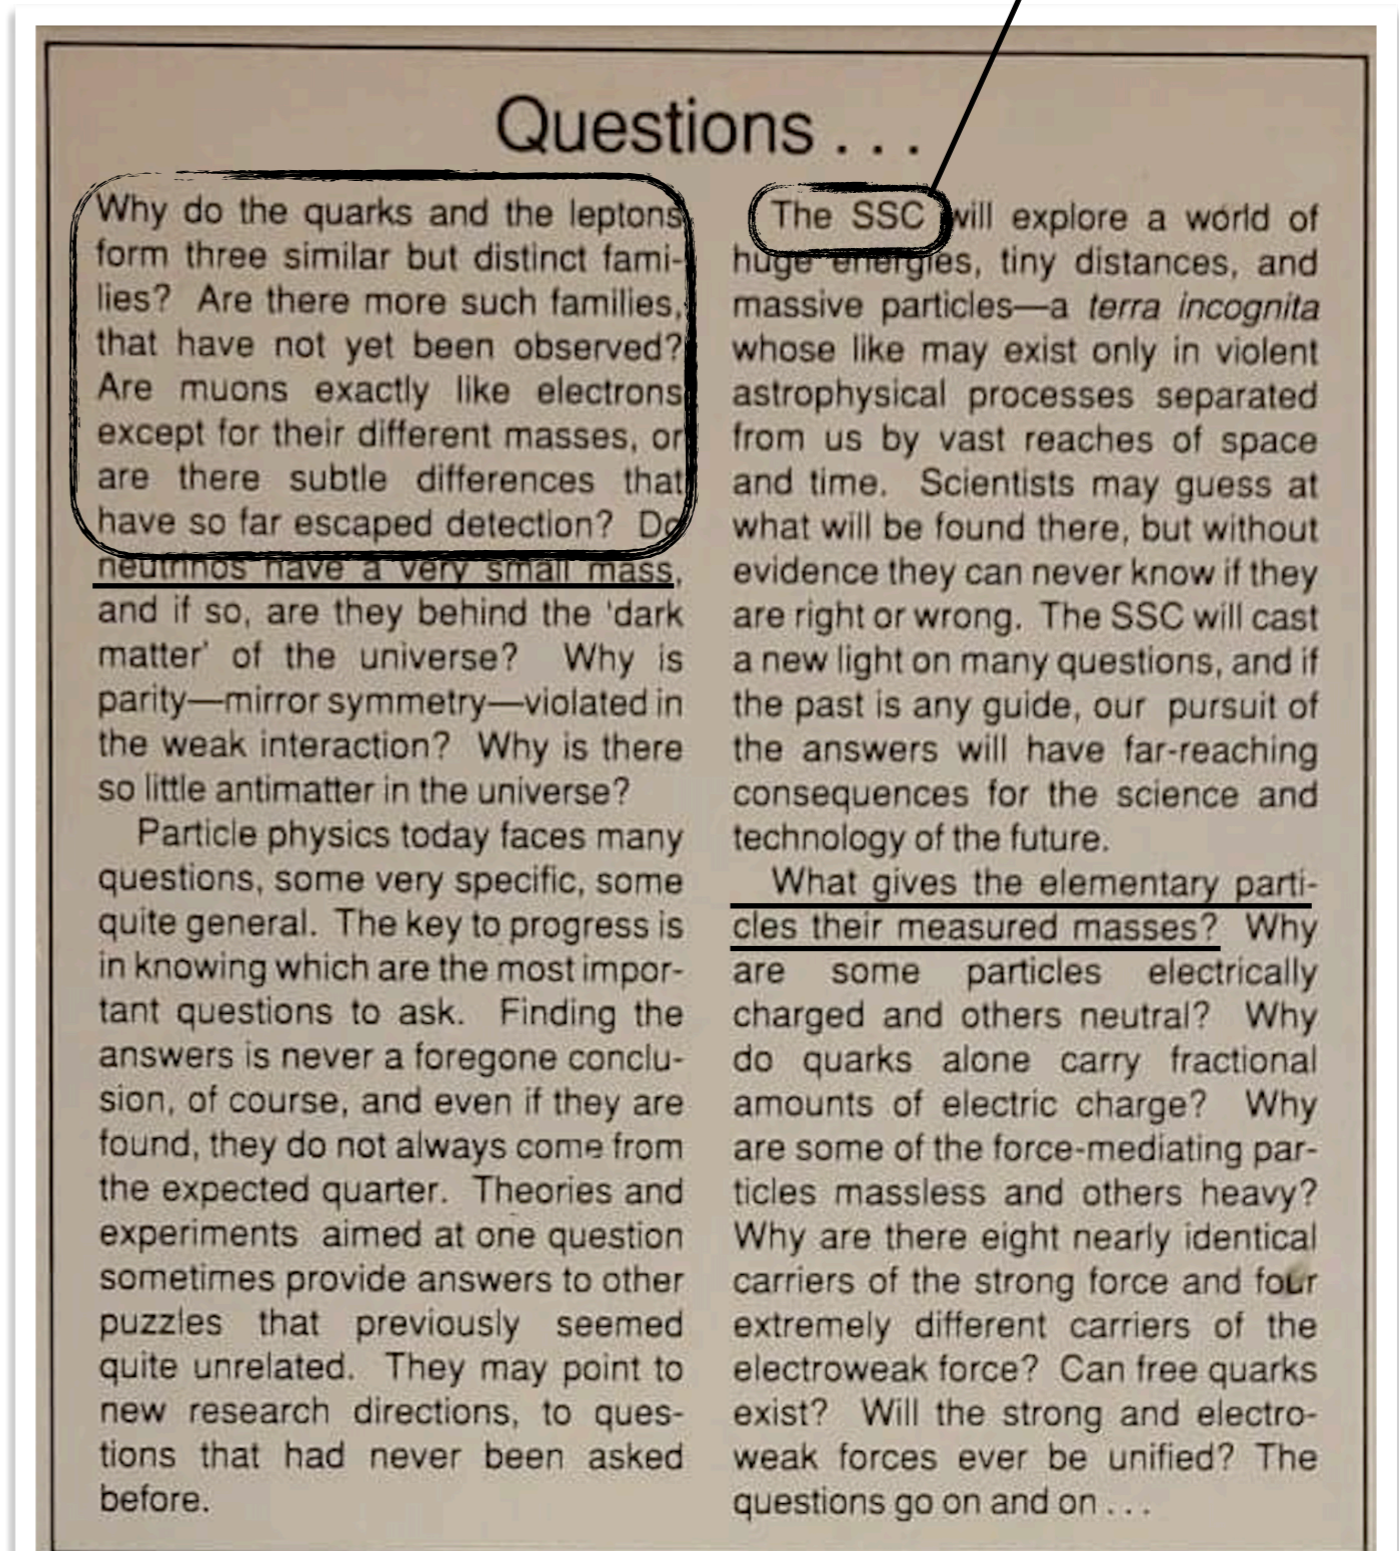 Questions . . .
Why do the quarks and the leptons
form three similar but distinct fami-
lies? Are there more such families,
that have not yet been observed?
Are muons exactly like electrons
except for their different masses, or
are there subtle differences that
have so far escaped detection? Do
neutrinos have a very small mass,
and if so, are they behind the 'dark
matter' of the universe? Why is
parity—mirror symmetry—violated in
the weak interaction? Why is there
so little antimatter in the universe?
Particle physics today faces many
questions, some very specific, some
quite general. The key to progress is
in knowing which are the most impor-
tant questions to ask. Finding the
answers is never a foregone conclu-
sion, of course, and even if they are
found, they do not always come from
the expected quarter. Theories and
experiments aimed at one question
sometimes provide answers to other
puzzles that previously seemed
quite unrelated. They may point to
new research directions, to ques-
tions that had never been asked
before.
The SSC will explore a world of
huge energies, tiny distances, and
massive particles—a terra incognita
whose like may exist only in violent
astrophysical processes separated
from us by vast reaches of space
and time. Scientists may guess at
what will be found there, but without
evidence they can never know if they
are right or wrong. The SSC will cast
a new light on many questions, and if
the past is any guide, our pursuit of
the answers will have far-reaching
consequences for the science and
technology of the future.
What gives the elementary parti-
cles their measured masses? Why
are some particles electrically
charged and others neutral? Why
do quarks alone carry fractional
amounts of electric charge? Why
are some of the force-mediating par-
ticles massless and others heavy?
Why are there eight nearly identical
carriers of the strong force and four
extremely different carriers of the
electroweak force? Can free quarks
exist? Will the strong and electro-
weak forces ever be unified? The
questions go on and on . . .